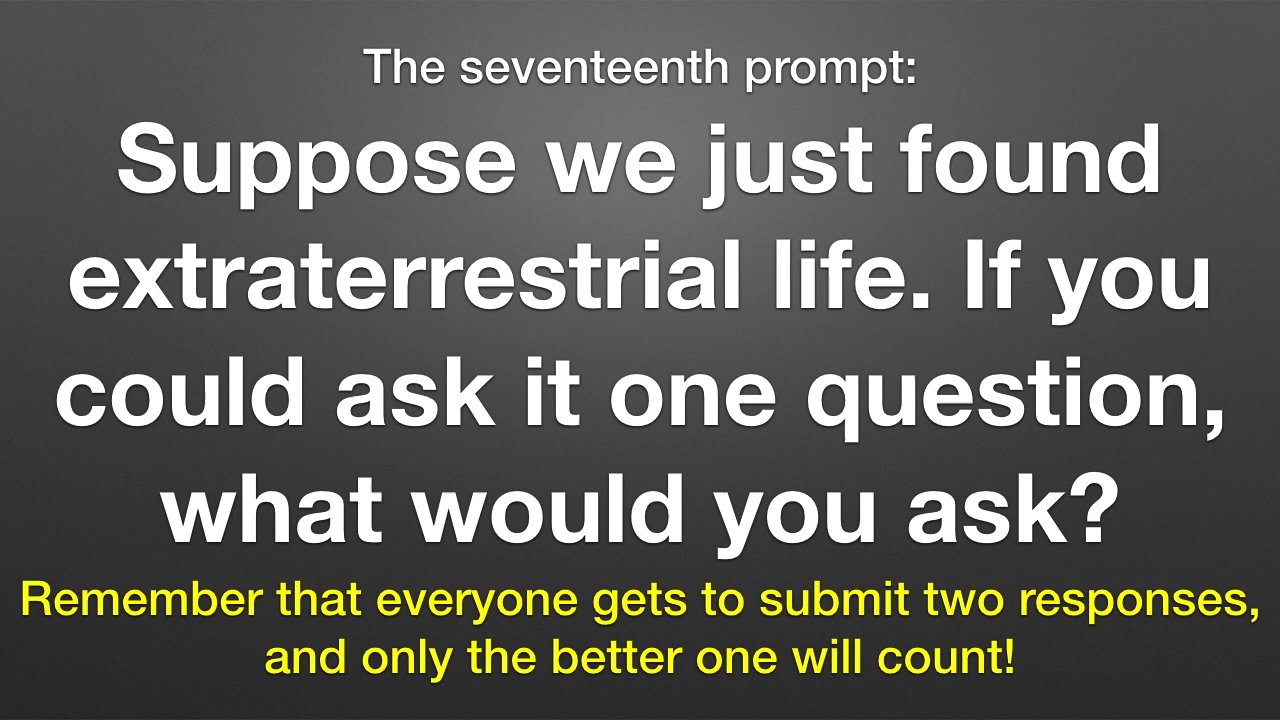 The seventeenth prompt:
Suppose we just found
extraterrestrial life. If you
could ask it one question,
what would you ask?
Remember that everyone gets to submit two responses,
and only the better one will count!